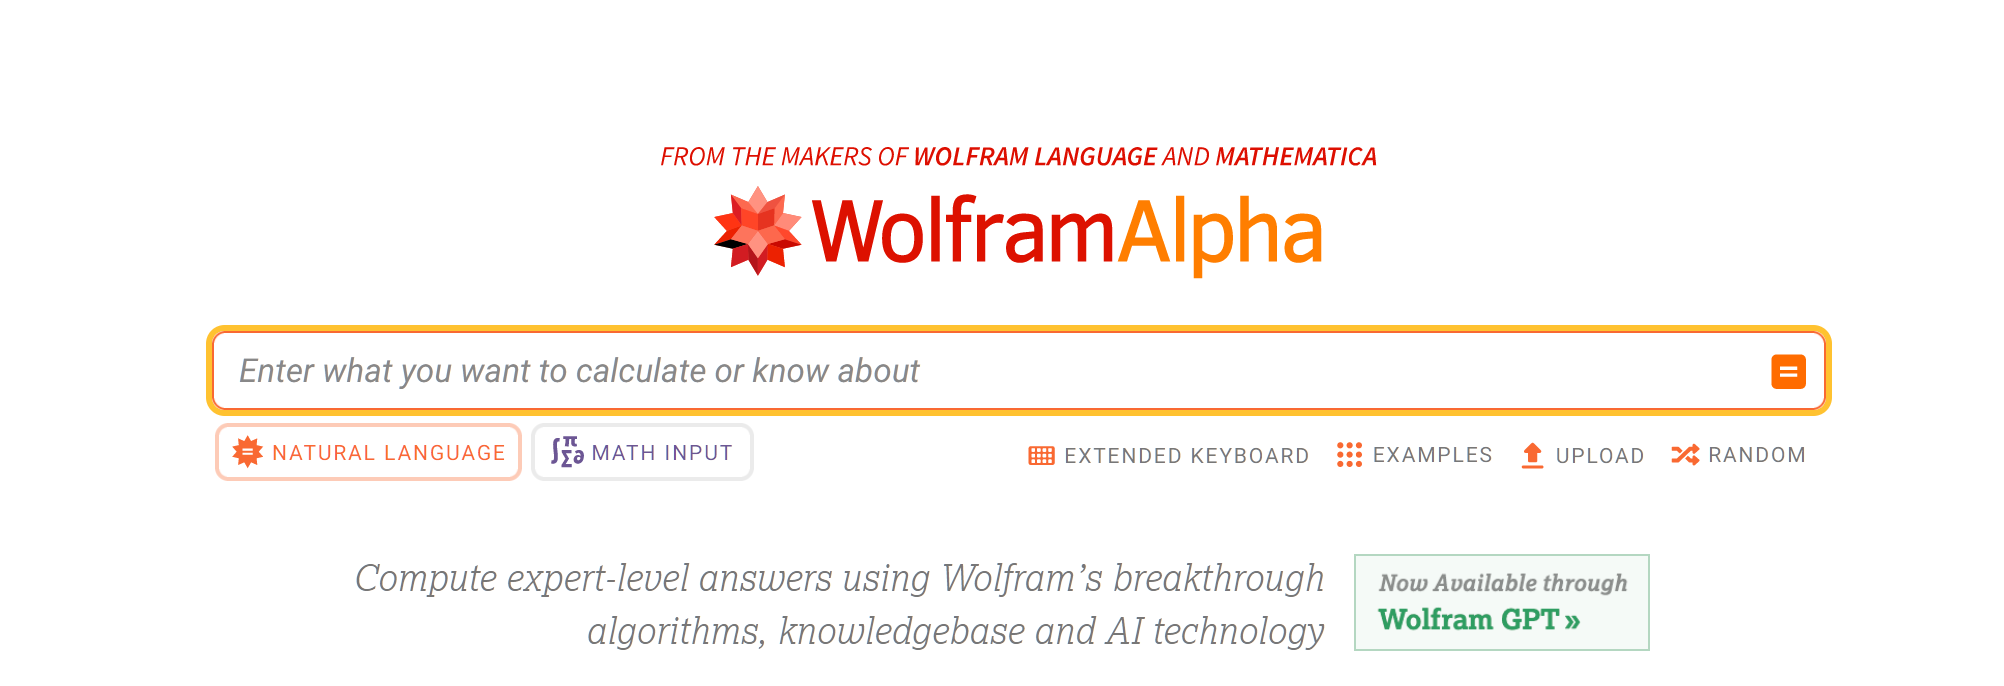 FROM THE MAKERS OF WOLFRAM LANGUAGE AND MATHEMATICA
WolframAlpha
Enter what you want to calculate or know about
=
NATURAL LANGUAGE
∫π∑∂ MATH INPUT
EXTENDED KEYBOARD
EXAMPLES
UPLOAD
RANDOM
Compute expert-level answers using Wolfram’s breakthrough
algorithms, knowledgebase and AI technology
Now Available through
Wolfram GPT »